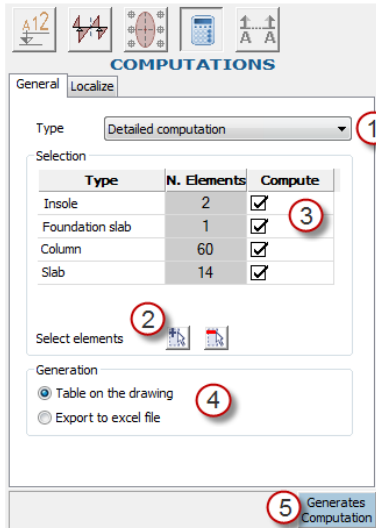 A12
A A
COMPUTATIONS
General Localize
Type Detailed computation 1
Selection
Type N. Elements Compute
Insole 2
Foundation slab 1
Column 60
Slab 14
3
2
Select elements
Generation
Table on the drawing
Export to excel file
4
5 Generates
Computation